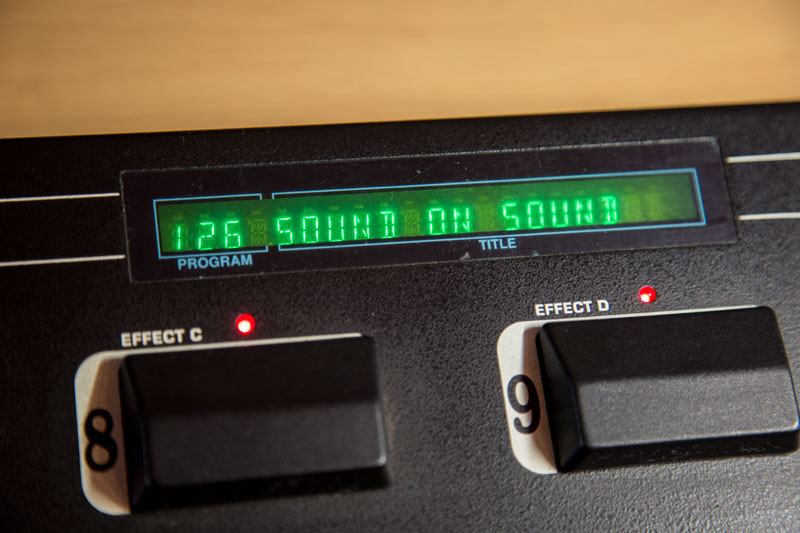 126 SOUND ON SOUND
PROGRAM TITLE
EFFECT C EFFECT D
8 9